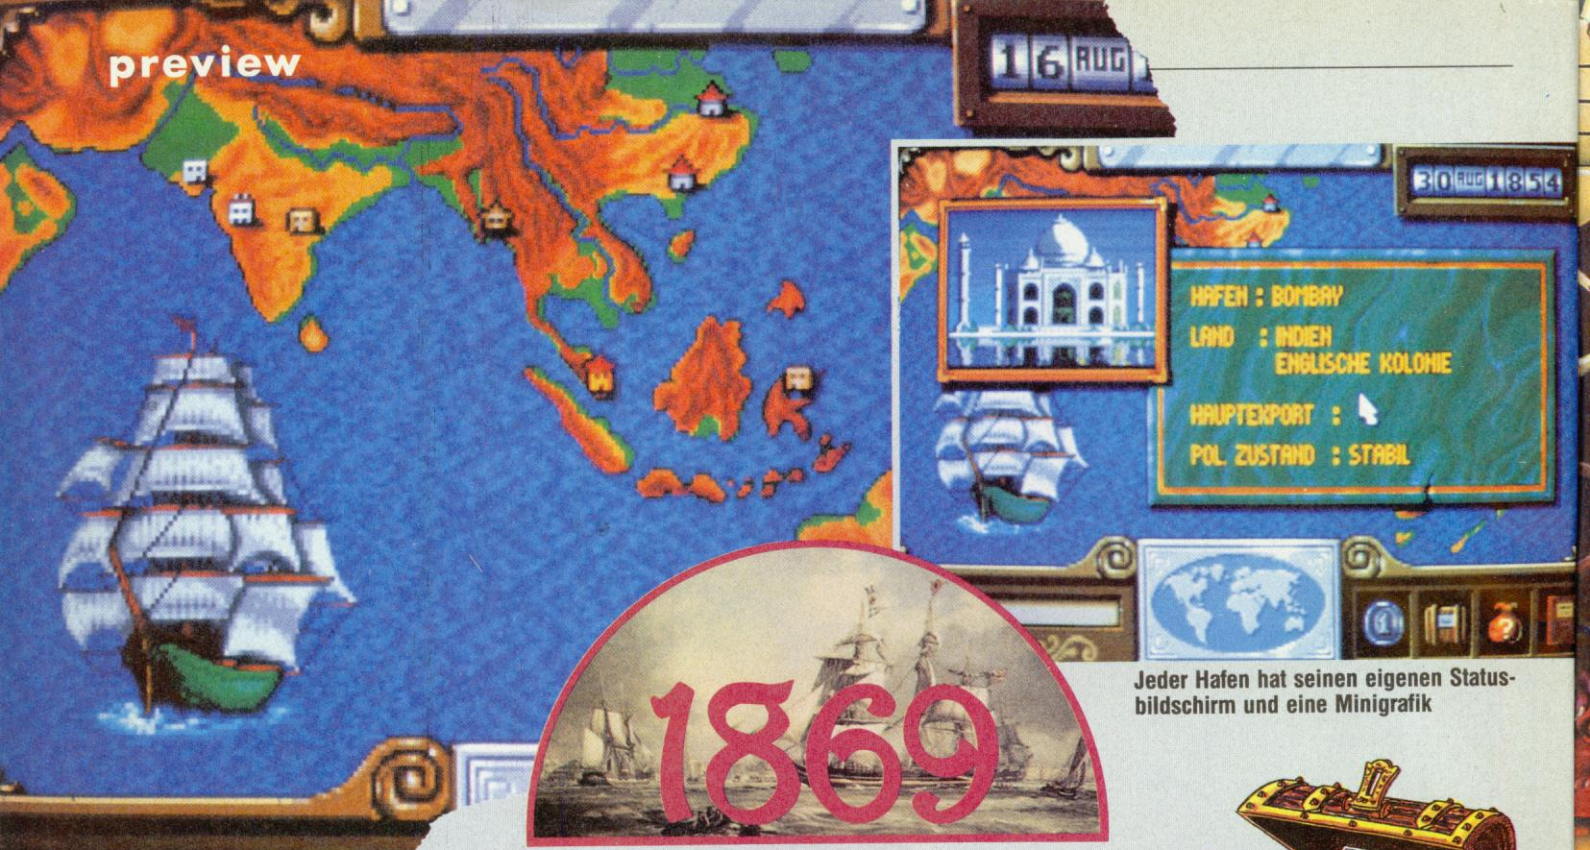 preview
16 AUG
30 AUG 1854
HAFEN : BOMBAY
LAND : INDIEN
ENGLISCHE KOLONIE
HAUPTEXPORT :
POL. ZUSTAND : STABIL
Jeder Hafen hat seinen eigenen Status-
bildschirm und eine Minigrafik
1869